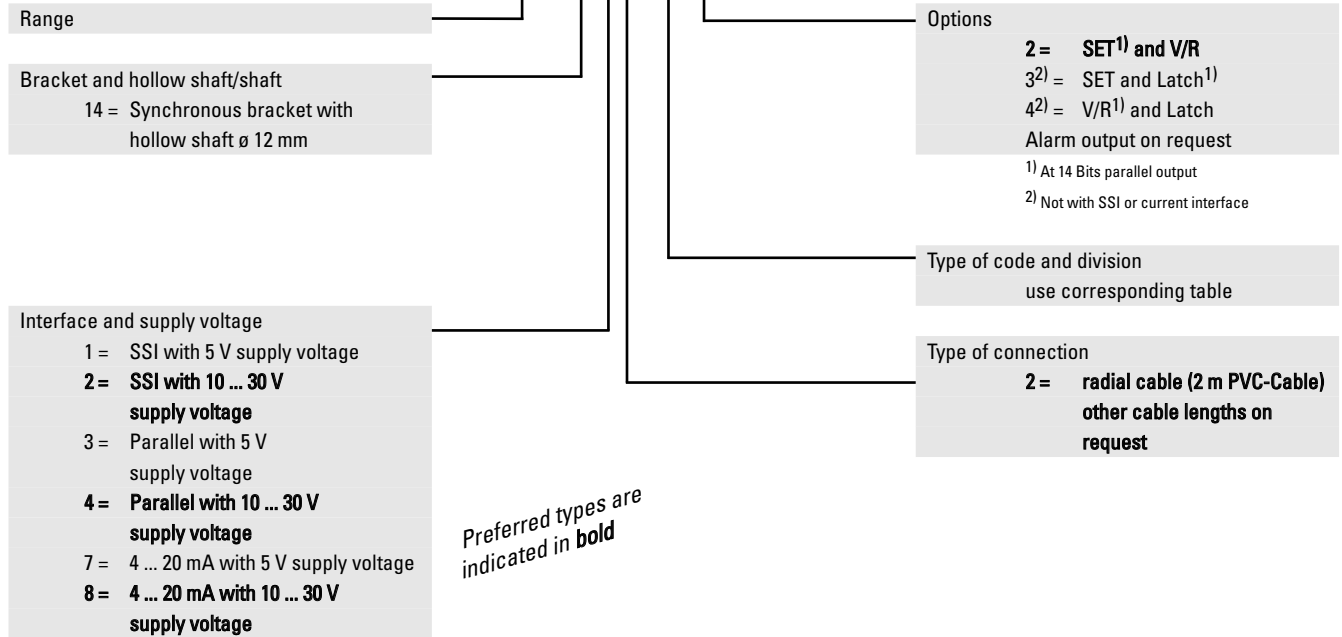 Range
Bracket and hollow shaft/shaft
14 = Synchronous bracket with
hollow shaft ø 12 mm
Interface and supply voltage
1 = SSI with 5 V supply voltage
2 = SSI with 10 ... 30 V
supply voltage
3 = Parallel with 5 V
supply voltage
4 = Parallel with 10 ... 30 V
supply voltage
7 = 4 ... 20 mA with 5 V supply voltage
8 = 4 ... 20 mA with 10 ... 30 V
supply voltage
Preferred types are
indicated in bold
Options
2 = SET1) and V/R
32) = SET and Latch1)
42) = V/R1) and Latch
Alarm output on request
1) At 14 Bits parallel output
2) Not with SSI or current interface
Type of code and division
use corresponding table
Type of connection
2 = radial cable (2 m PVC-Cable)
other cable lengths on
request